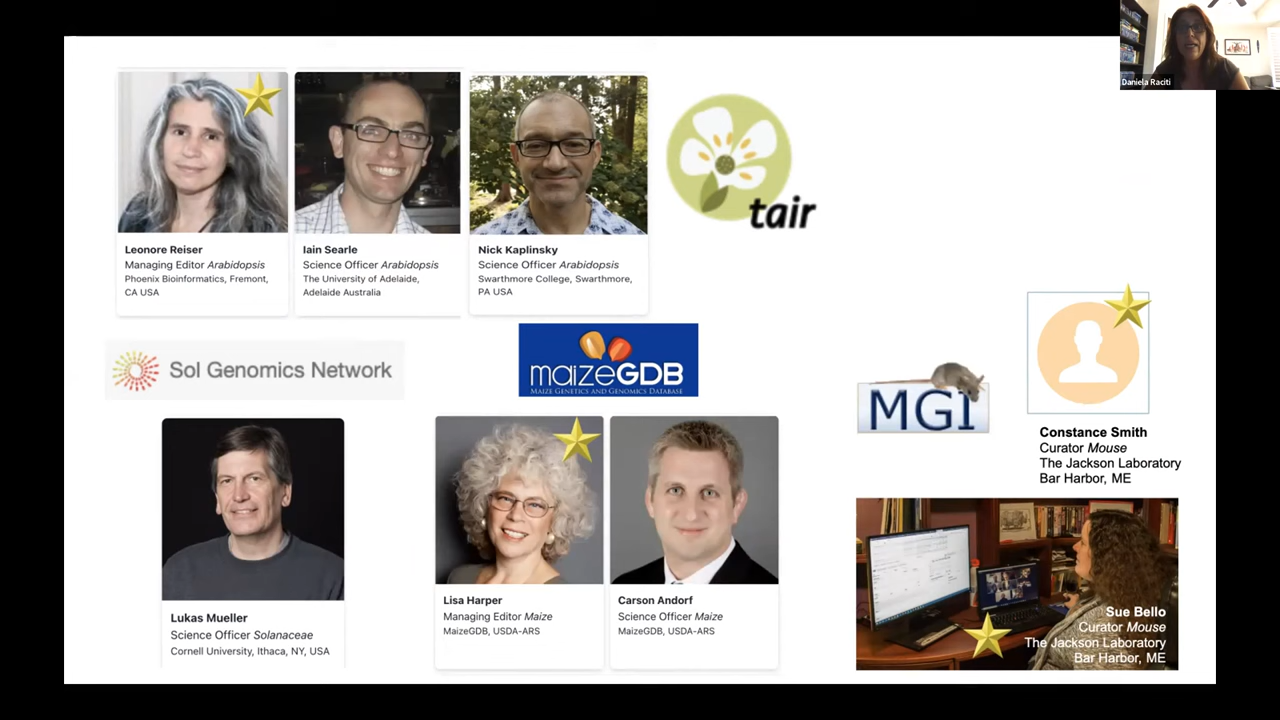 Daniela Raciti
tair
Leonore Reiser
Managing Editor Arabidopsis
Phoenix Bioinformatics, Fremont,
CA USA
Iain Searle
Science Officer Arabidopsis
The University of Adelaide,
Adelaide Australia
Nick Kaplinsky
Science Officer Arabidopsis
Swarthmore College, Swarthmore,
PA USA
Sol Genomics Network
maizeGDB
MAIZE GENETICS AND GENOMICS DATABASE
MGI
Constance Smith
Curator Mouse
The Jackson Laboratory
Bar Harbor, ME
Lukas Mueller
Science Officer Solanaceae
Cornell University, Ithaca, NY, USA
Lisa Harper
Managing Editor Maize
MaizeGDB, USDA-ARS
Carson Andorf
Science Officer Maize
MaizeGDB, USDA-ARS
Sue Bello
Curator Mouse
The Jackson Laboratory
Bar Harbor, ME